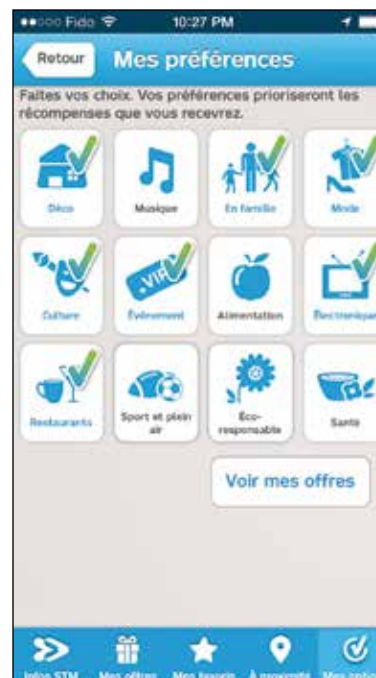 Fido 10:27 PM
Retour Mes préférences
Faites vos choix. Vos préférences prioriseront les
récompenses que vous recevrez.
Déco Musique En famille Mode
Culture Événement Alimentation Électronique
VIP
Restaurants Sport et plein
air Éco-
responsable Santé
Voir mes offres
Infos STM Mes offres Mes favoris À proximité